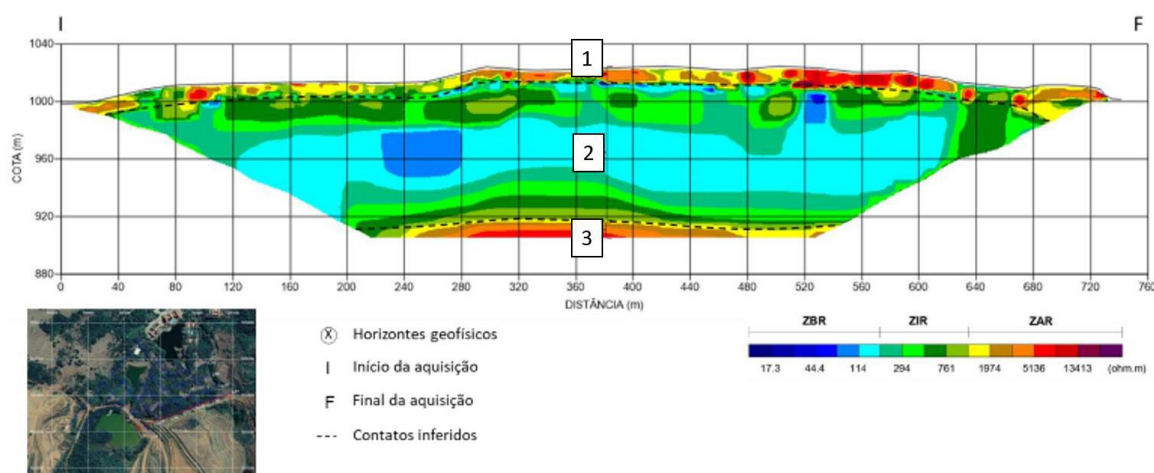 I F
1
2
3
1040
1000
960
920
880
COTA (m)
0 40 80 120 160 200 240 280 320 360 400 440 480 520 560 600 640 680 720 760
DISTÂNCIA (m)
X Horizontes geofísicos
I Início da aquisição
F Final da aquisição
Contatos inferidos
ZBR ZIR ZAR
17.3 44.4 114 294 761 1974 5136 13413 (ohm.m)